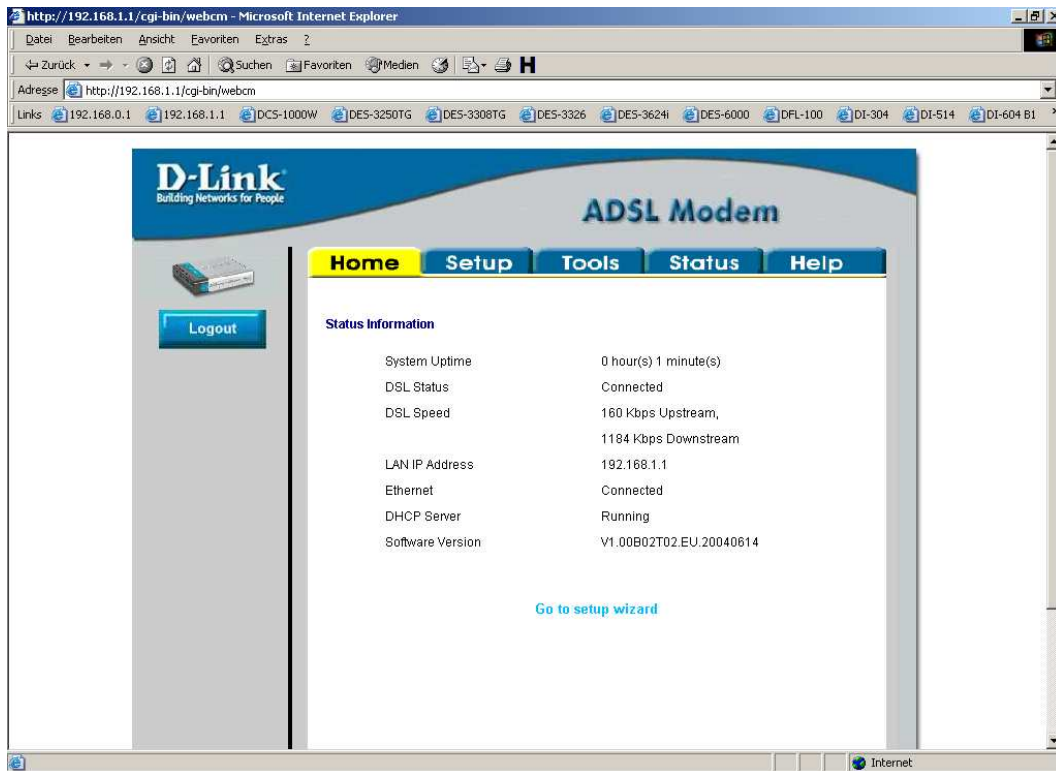 http://192.168.1.1/cgi-bin/webcm - Microsoft Internet Explorer
Datei Bearbeiten Ansicht Favoriten Extras ?
Zurück Suchen Favoriten Medien H
Adresse http://192.168.1.1/cgi-bin/webcm
Links 192.168.0.1 192.168.1.1 DCS-1000W DES-3250TG DES-3308TG DES-3326 DES-3624i DES-6000 DFL-100 DI-304 DI-514 DI-604 B1
D-Link
Building Networks for People
ADSL Modem
Home Setup Tools Status Help
Logout
Status Information
System Uptime 0 hour(s) 1 minute(s)
DSL Status Connected
DSL Speed 160 Kbps Upstream,
1184 Kbps Downstream
LAN IP Address 192.168.1.1
Ethernet Connected
DHCP Server Running
Software Version V1.00B02T02.EU.20040614
Go to setup wizard
Internet